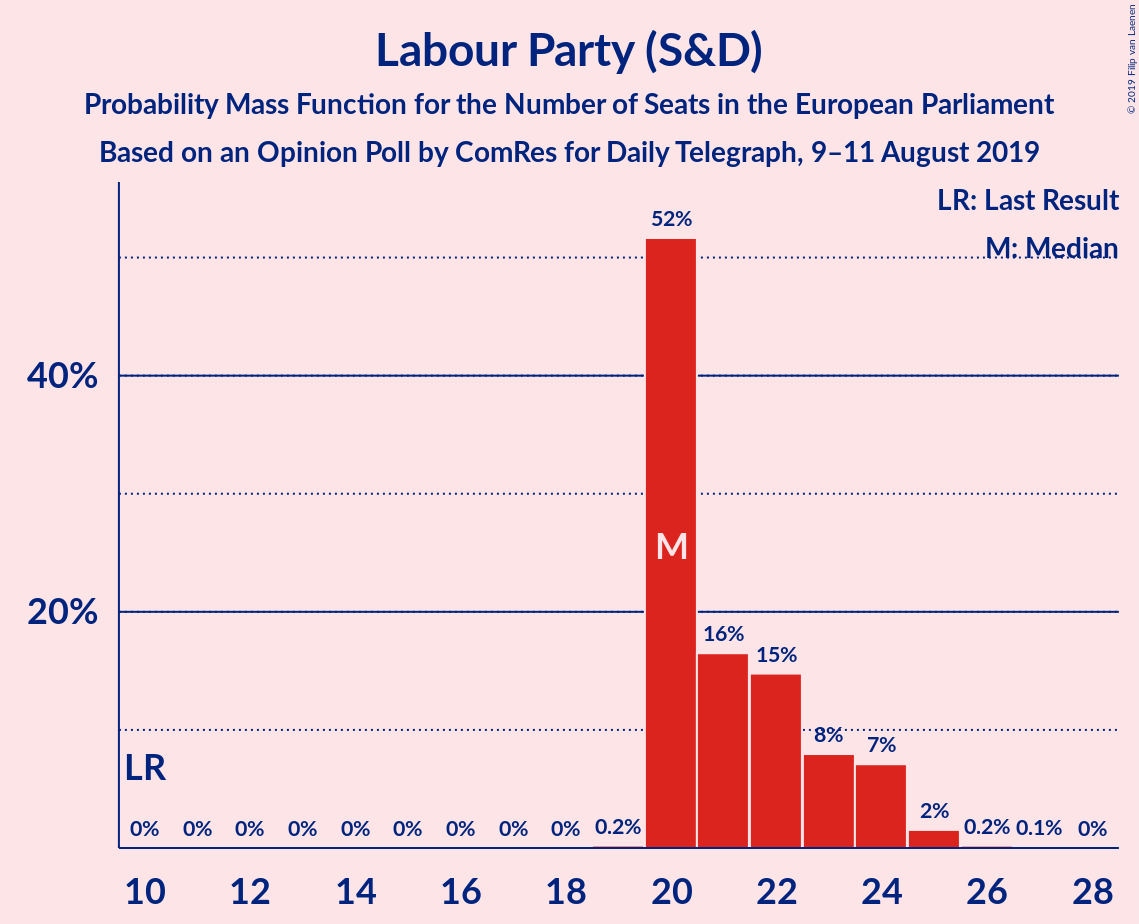 Labour Party (S&D)
Probability Mass Function for the Number of Seats in the European Parliament
Based on an Opinion Poll by ComRes for Daily Telegraph, 9–11 August 2019
© 2019 Filip van Laenen
LR: Last Result
M: Median
52%
40%
M
20%
16%
15%
8%
7%
LR
0% 0% 0% 0% 0% 0% 0% 0% 0% 0.2% 2% 0.2% 0.1% 0%
10 12 14 16 18 20 22 24 26 28